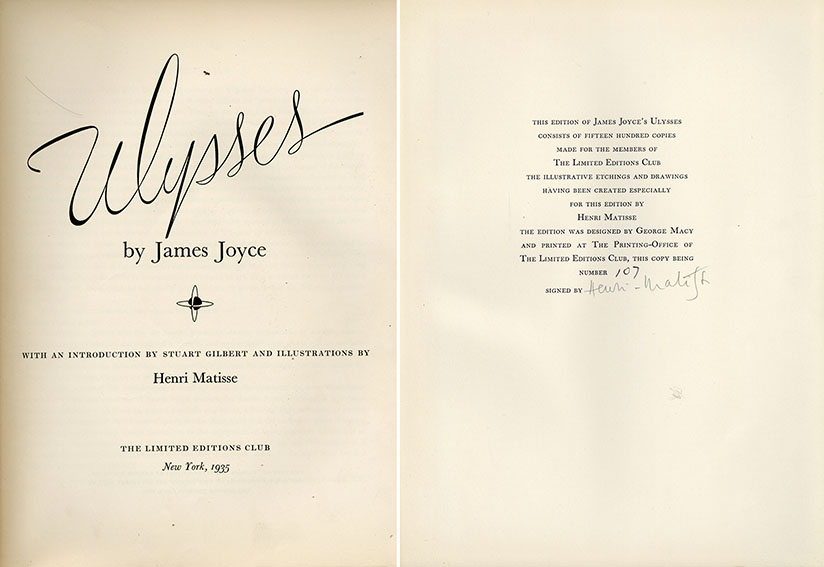 Ulysses
by James Joyce
WITH AN INTRODUCTION BY STUART GILBERT AND ILLUSTRATIONS BY
Henri Matisse
THE LIMITED EDITIONS CLUB
New York, 1935
THIS EDITION OF JAMES JOYCE'S ULYSSES
CONSISTS OF FIFTEEN HUNDRED COPIES
MADE FOR THE MEMBERS OF
THE LIMITED EDITIONS CLUB
THE ILLUSTRATIVE ETCHINGS AND DRAWINGS
HAVING BEEN CREATED ESPECIALLY
FOR THIS EDITION BY
HENRI MATISSE
THE EDITION WAS DESIGNED BY GEORGE MACY
AND PRINTED AT THE PRINTING-OFFICE OF
THE LIMITED EDITIONS CLUB, THIS COPY BEING
NUMBER 107
SIGNED BY Henri-Matisse